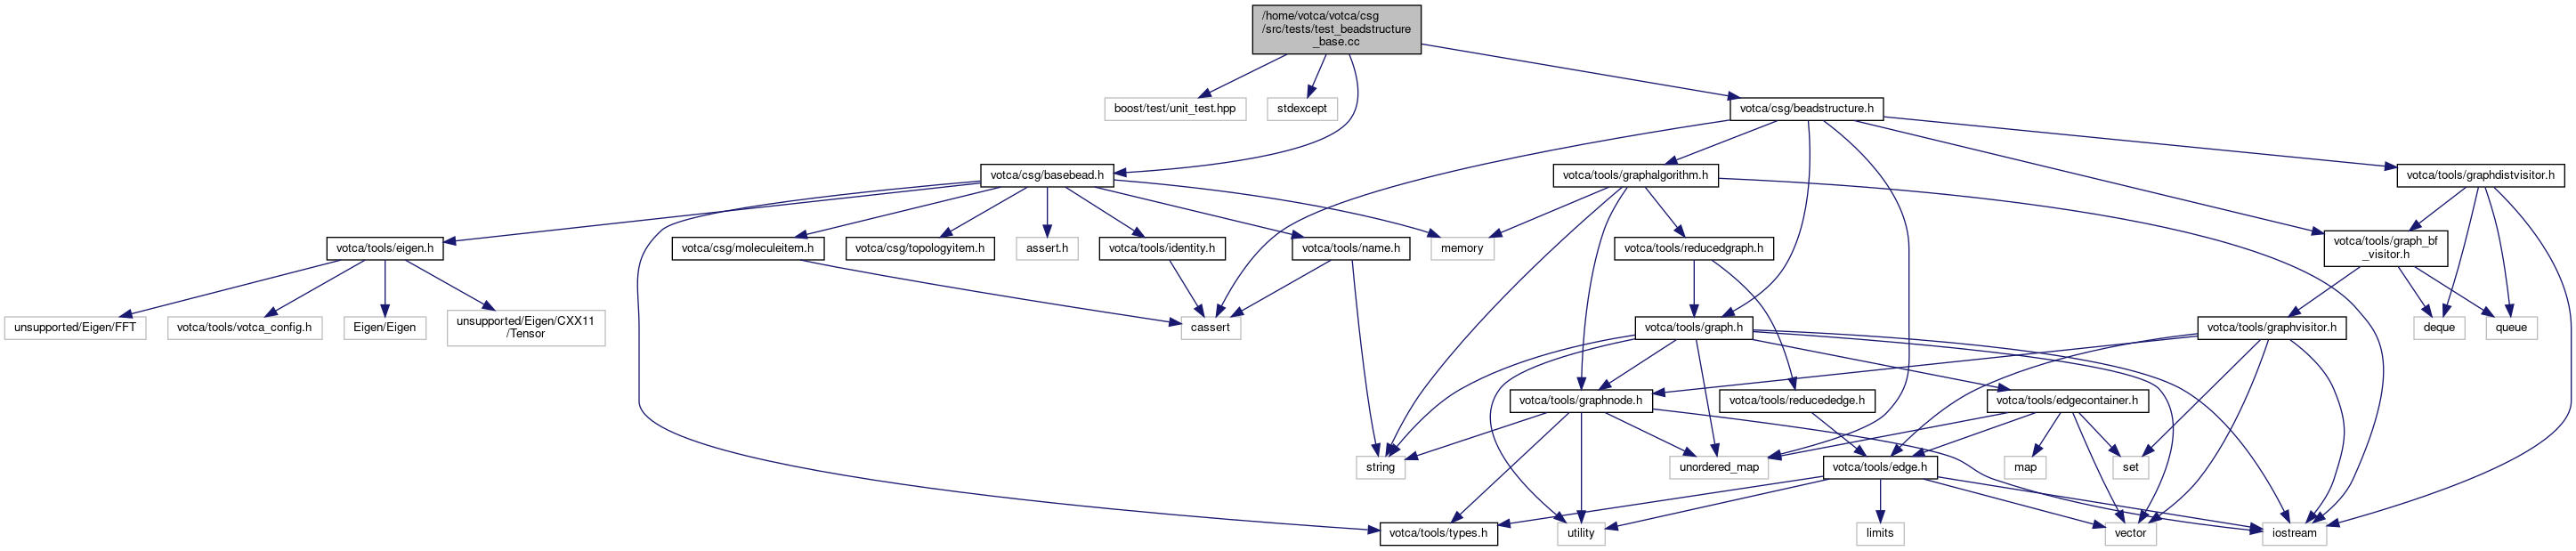 /home/votca/votca/csg
/src/tests/test_beadstructure
_base.cc
boost/test/unit_test.hpp
stdexcept
votca/csg/beadstructure.h
votca/csg/basebead.h
votca/tools/graphalgorithm.h
votca/tools/graphdistvisitor.h
votca/tools/eigen.h
votca/csg/moleculeitem.h
votca/csg/topologyitem.h
assert.h
votca/tools/identity.h
votca/tools/name.h
memory
votca/tools/reducedgraph.h
votca/tools/graph_bf
_visitor.h
unsupported/Eigen/FFT
votca/tools/votca_config.h
Eigen/Eigen
unsupported/Eigen/CXX11
/Tensor
cassert
votca/tools/graph.h
votca/tools/graphvisitor.h
deque
queue
votca/tools/graphnode.h
votca/tools/reducededge.h
votca/tools/edgecontainer.h
string
unordered_map
votca/tools/edge.h
map
set
votca/tools/types.h
utility
limits
vector
iostream